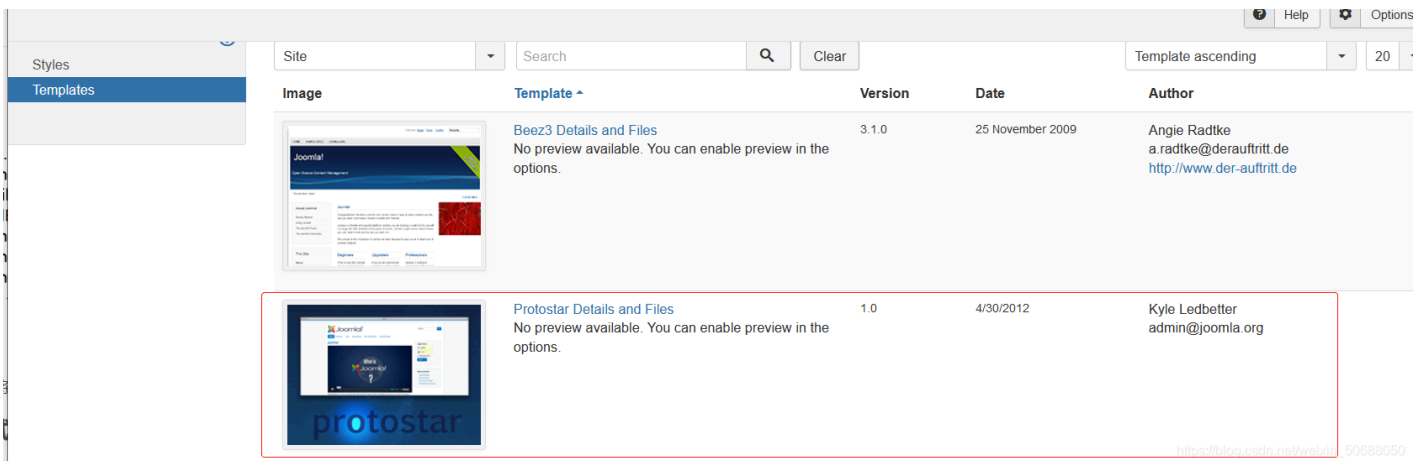 Help
Options
Styles
Templates
Site
Search
Clear
Template ascending
20
Image
Template
Version
Date
Author
Joomla!
Beez3 Details and Files
No preview available. You can enable preview in the
options.
3.1.0
25 November 2009
Angie Radtke
a.radtke@derauftritt.de
http://www.der-auftritt.de
Joomla!
Joomla!
?
protostar
Protostar Details and Files
No preview available. You can enable preview in the
options.
1.0
4/30/2012
Kyle Ledbetter
admin@joomla.org
https://blog.csdn.net/weixin_50688050